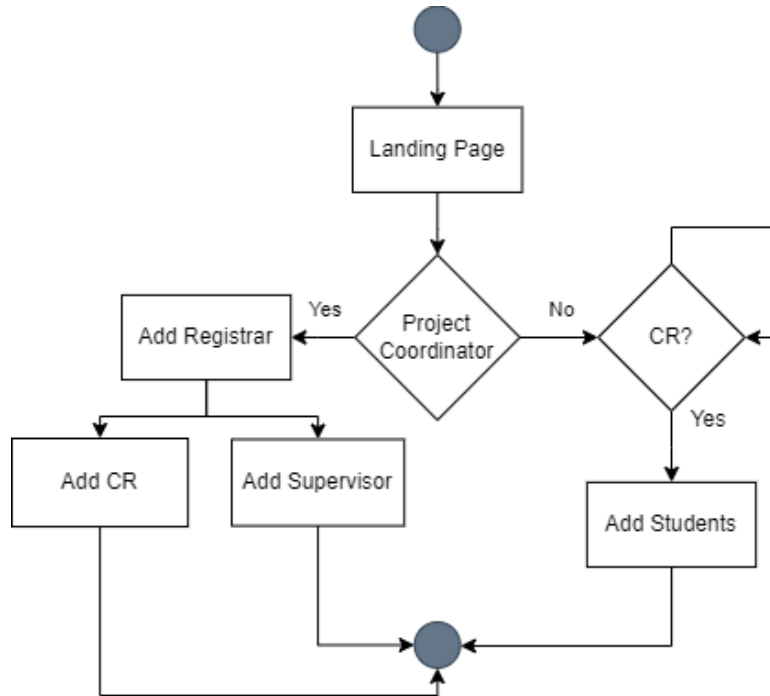 Landing Page
Yes
Project
Coordinator
No
Add Registrar
CR?
Yes
Add CR
Add Supervisor
Add Students